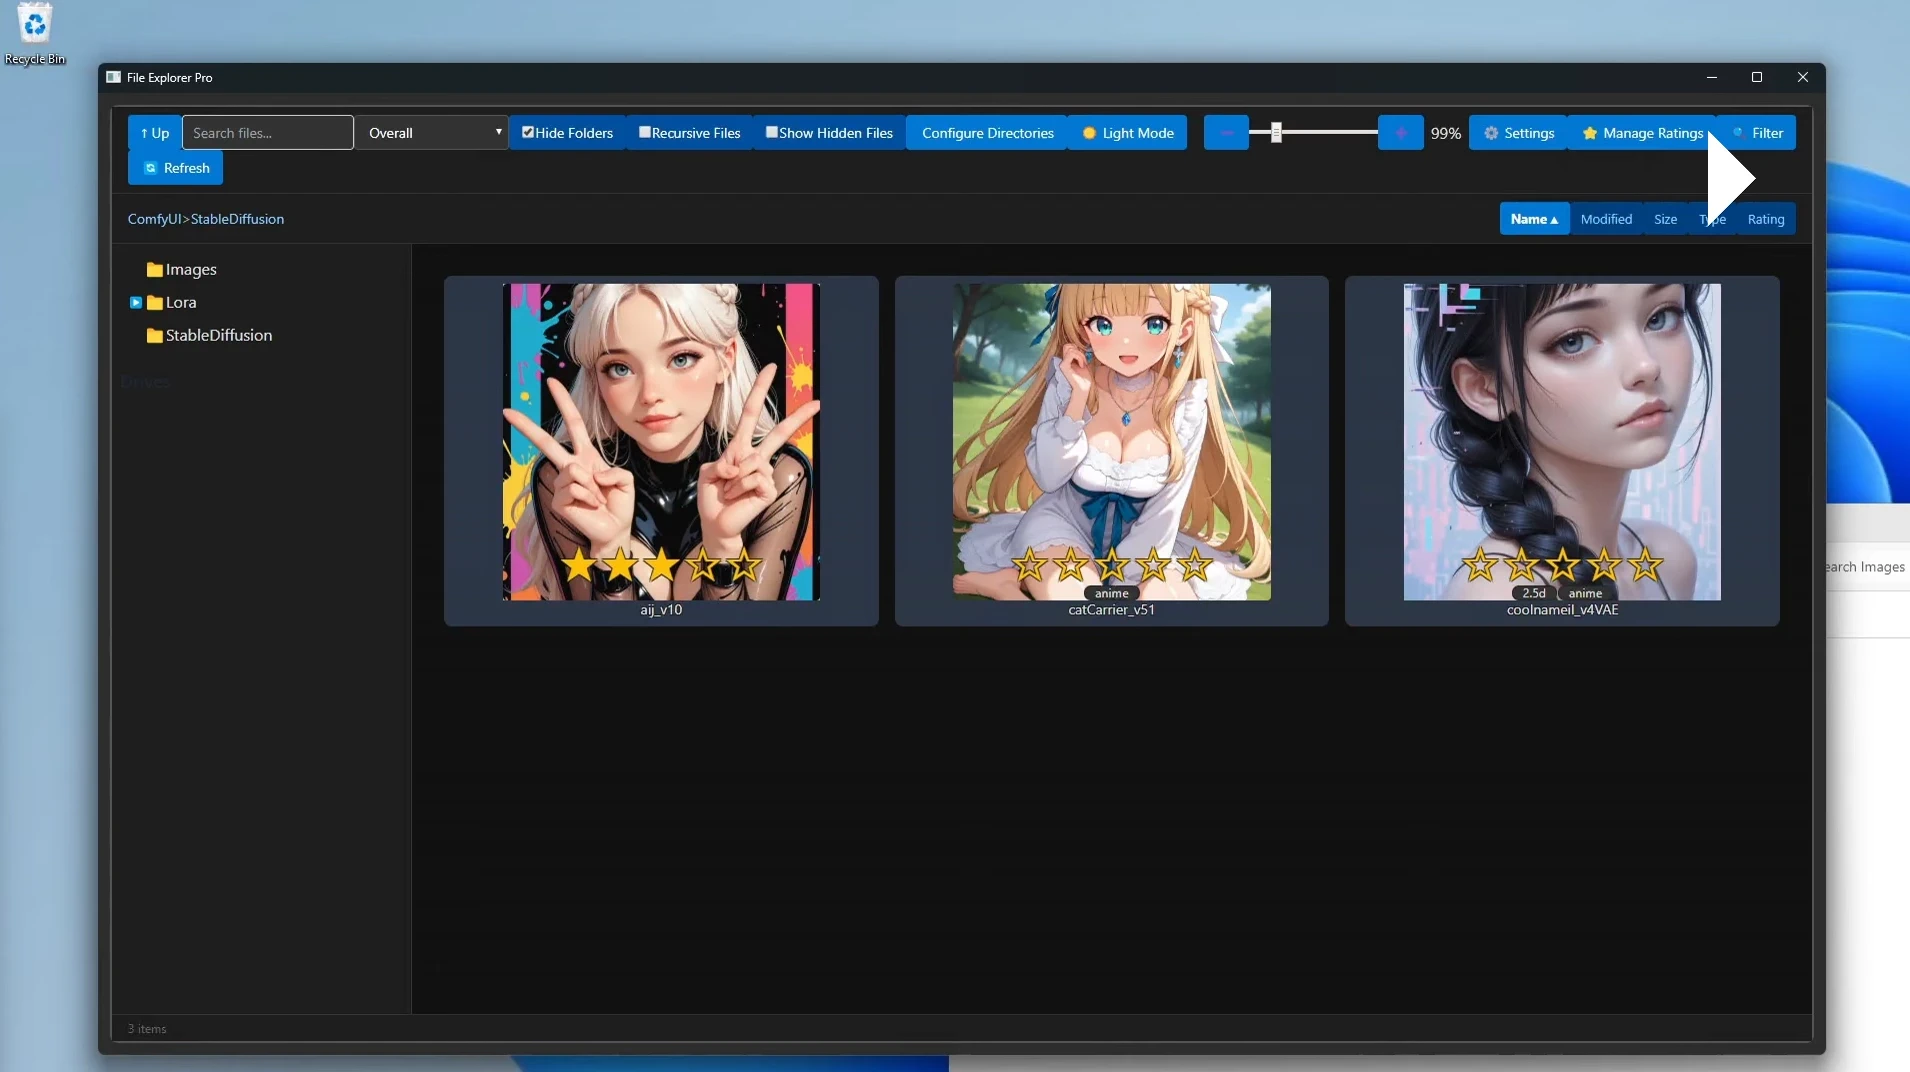 Recycle Bin
File Explorer Pro
↑ Up
Search files...
Overall
Hide Folders
Recursive Files
Show Hidden Files
Configure Directories
Light Mode
99%
Settings
Manage Ratings
Filter
Refresh
ComfyUI>StableDiffusion
Name▲
Modified
Size
Type
Rating
Images
Lora
StableDiffusion
Drives
aij_v10
anime
catCarrier_v51
2.5d
anime
coolnameil_v4VAE
3 items
earch Images